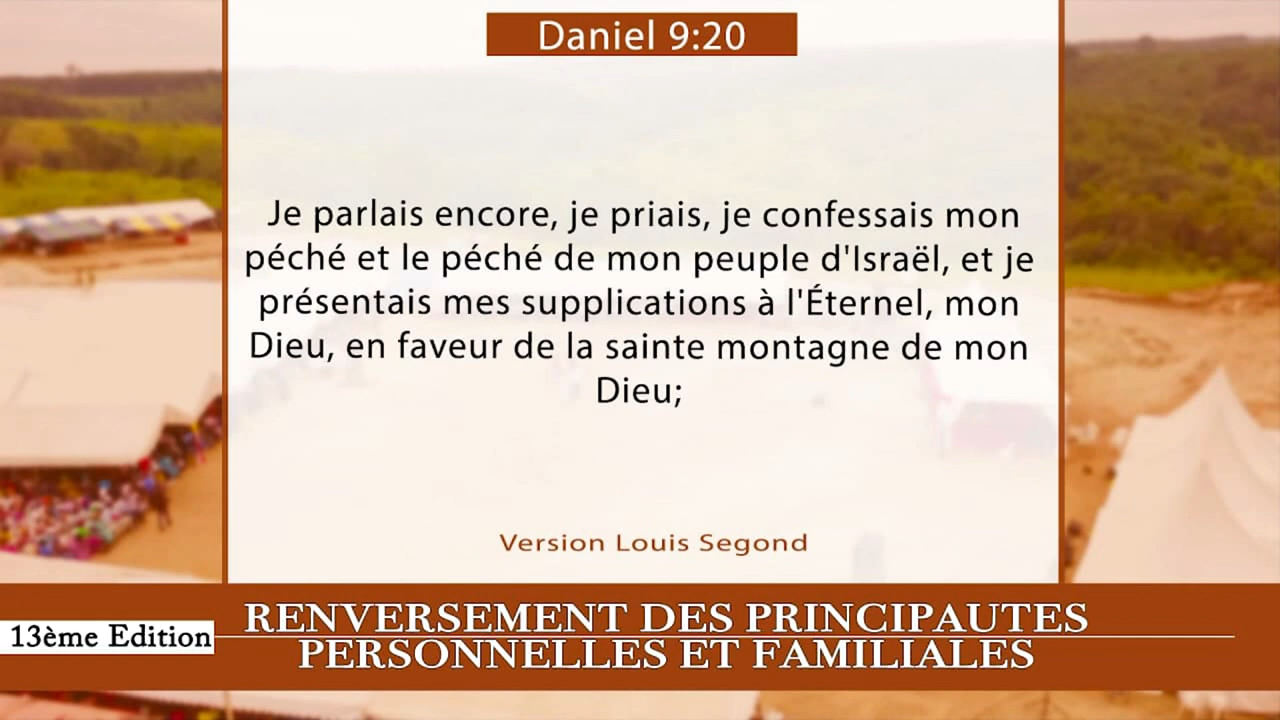 Daniel 9:20
Je parlais encore, je priais, je confessais mon
péché et le péché de mon peuple d'Israël, et je
présentais mes supplications à l'Éternel, mon
Dieu, en faveur de la sainte montagne de mon
Dieu;
Version Louis Segond
13ème Edition
RENVERSEMENT DES PRINCIPAUTES
PERSONNELLES ET FAMILIALES